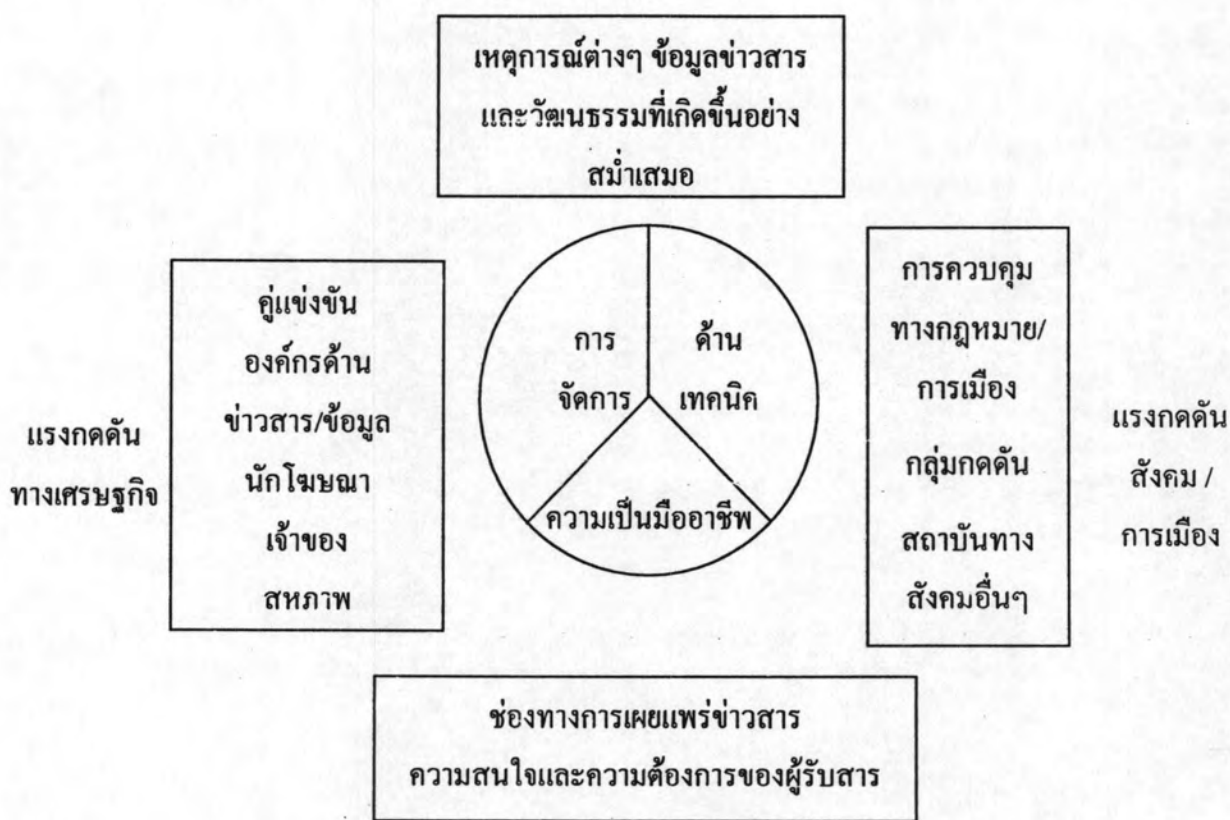 เหตุการณ์ต่างๆ ข้อมูลข่าวสาร
และวัฒนธรรมที่เกิดขึ้นอย่าง
สม่ำเสมอ
แรงกดดัน
ทางเศรษฐกิจ
คู่แข่งขัน
องค์กรด้าน
ข่าวสาร/ข้อมูล
นักโฆษณา
เจ้าของ
สหภาพ
การ
จัดการ
ด้าน
เทคนิค
ความเป็นมืออาชีพ
การควบคุม
ทางกฎหมาย/
การเมือง
กลุ่มกดดัน
สถาบันทาง
สังคมอื่นๆ
แรงกดดัน
สังคม /
การเมือง
ช่องทางการเผยแพร่ข่าวสาร
ความสนใจและความต้องการของผู้รับสาร